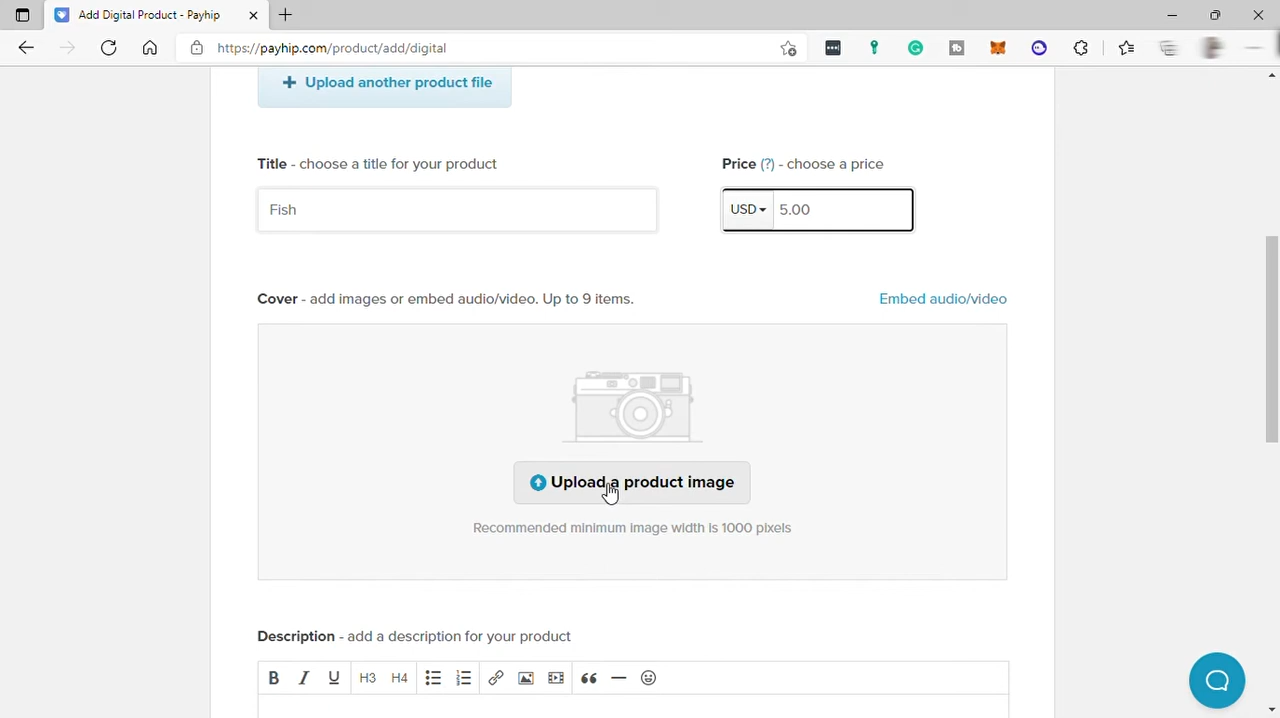 Add Digital Product - Payhip
https://payhip.com/product/add/digital
+ Upload another product file
Title - choose a title for your product
Price (?) - choose a price
Fish
USD 5.00
Cover - add images or embed audio/video. Up to 9 items.
Embed audio/video
Upload a product image
Recommended minimum image width is 1000 pixels
Description - add a description for your product
B I U H3 H4